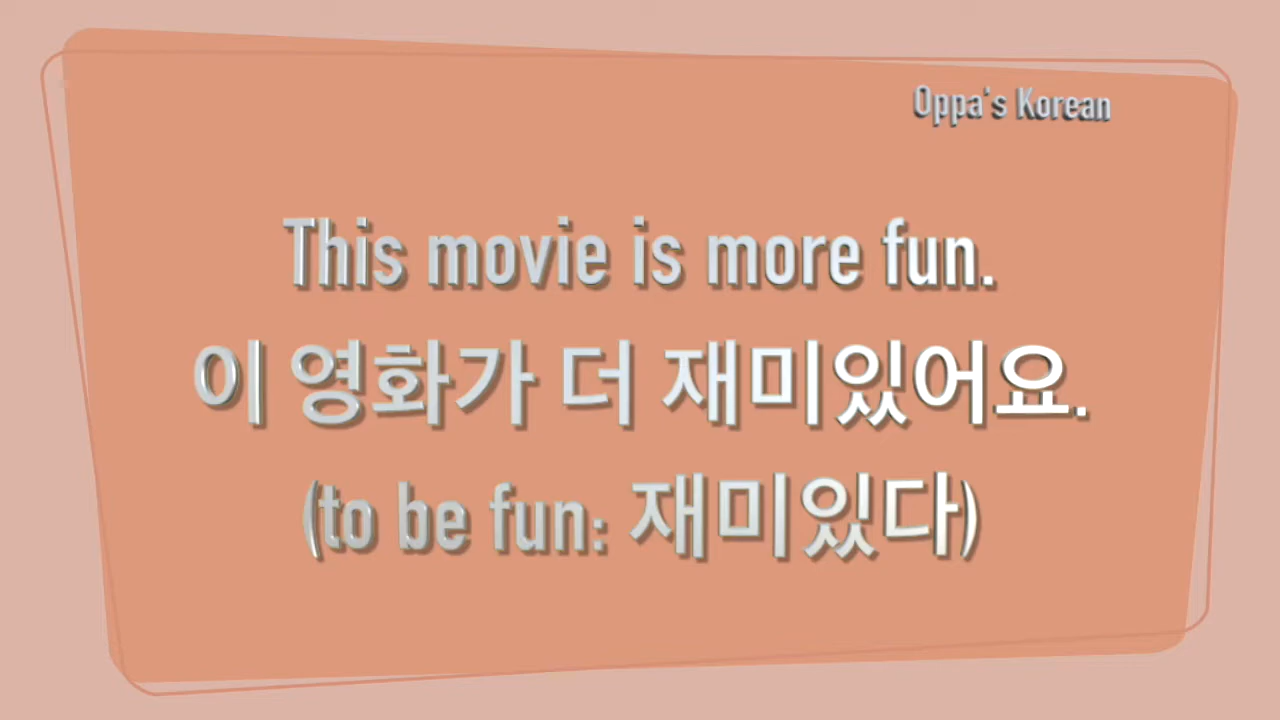 Oppa's Korean
This movie is more fun.
이 영화가 더 재미있어요.
(to be fun: 재미있다)